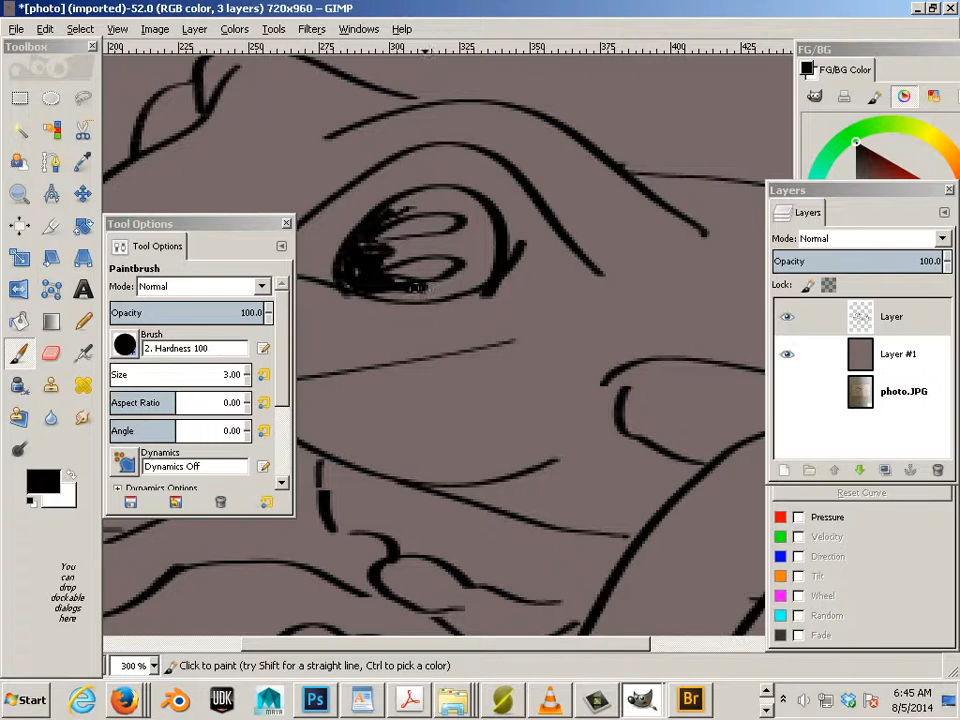 *[photo] (imported)-52.0 (RGB color, 3 layers) 720x960 – GIMP
File Edit Select View Image Layer Colors Tools Filters Windows Help
Toolbox
200 225 250 275 300 325 350 375 400 425
FG/BG
FG/BG Color
Layers
Layers
Mode: Normal
Opacity 100.0
Lock:
Layer
Layer #1
photo.JPG
Tool Options
Tool Options
Paintbrush
Mode: Normal
Opacity 100.0
Brush
2. Hardness 100
Size 3.00
Aspect Ratio 0.00
Angle 0.00
Dynamics
Dynamics Off
Dynamics Options
Reset Curve
Pressure
Velocity
Direction
Tilt
Wheel
Random
Fade
You
can
drop
dockable
dialogs
here
300 %
Click to paint (try Shift for a straight line, Ctrl to pick a color)
Start
UDK
MAYA
Ps
Br
6:45 AM
8/5/2014